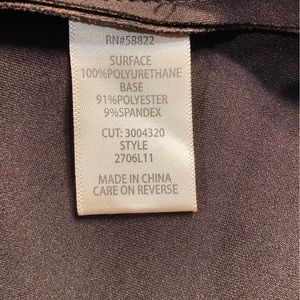 RN#58822
SURFACE
100%POLYURETHANE
BASE
91%POLYESTER
9%SPANDEX
CUT: 3004320
STYLE
2706L11
MADE IN CHINA
CARE ON REVERSE